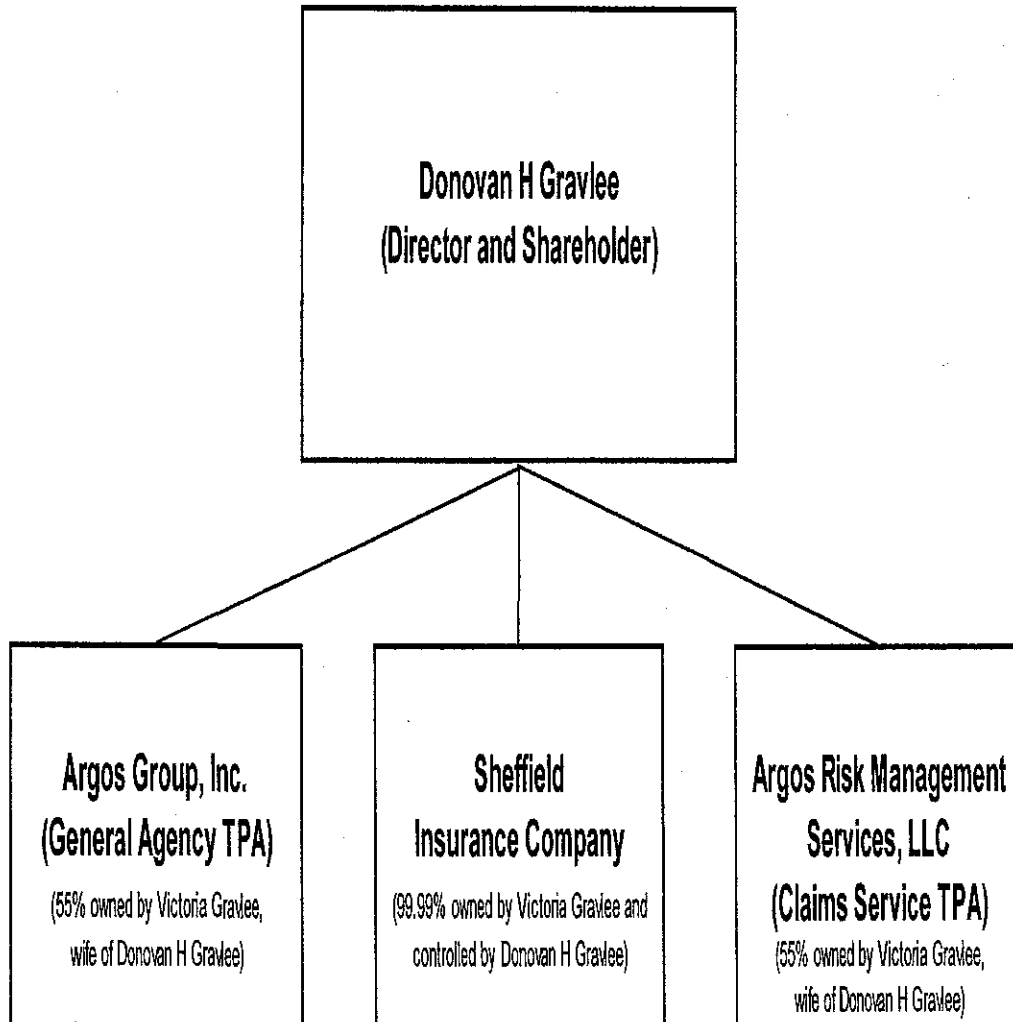 Donovan H Gravlee
(Director and Shareholder)
Argos Group, Inc.
(General Agency TPA)
(55% owned by Victoria Gravlee,
wife of Donovan H Gravlee)
Sheffield
Insurance Company
(99.99% owned by Victoria Gravlee and
controlled by Donovan H Gravlee)
Argos Risk Management
Services, LLC
(Claims Service TPA)
(55% owned by Victoria Gravlee,
wife of Donovan H Gravlee)